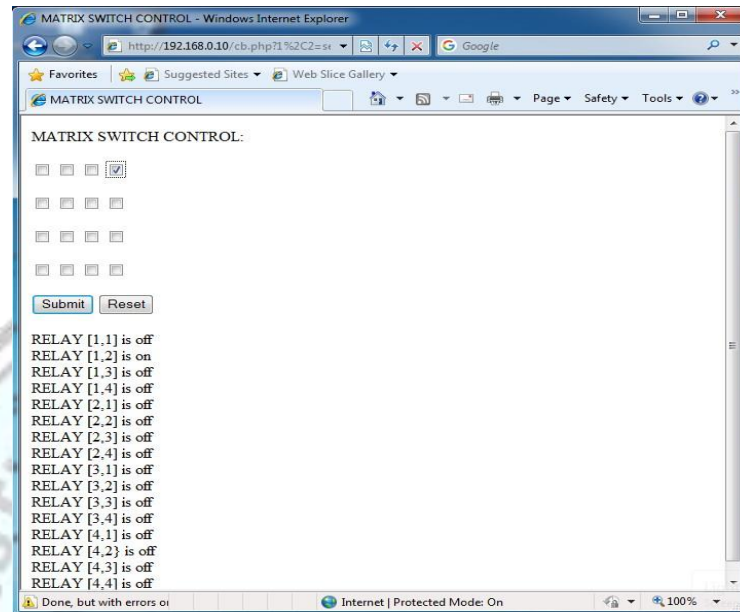 MATRIX SWITCH CONTROL - Windows Internet Explorer
http://192.168.0.10/cb.php?1%2C2=se
Google
Favorites Suggested Sites Web Slice Gallery
MATRIX SWITCH CONTROL Page Safety Tools »
MATRIX SWITCH CONTROL:
Submit Reset
RELAY [1,1] is off
RELAY [1,2] is on
RELAY [1,3] is off
RELAY [1,4] is off
RELAY [2,1] is off
RELAY [2,2] is off
RELAY [2,3] is off
RELAY [2,4] is off
RELAY [3,1] is off
RELAY [3,2] is off
RELAY [3,3] is off
RELAY [3,4] is off
RELAY [4,1] is off
RELAY [4,2} is off
RELAY [4,3] is off
RELAY [4,4] is off
Done, but with errors o Internet | Protected Mode: On 100%